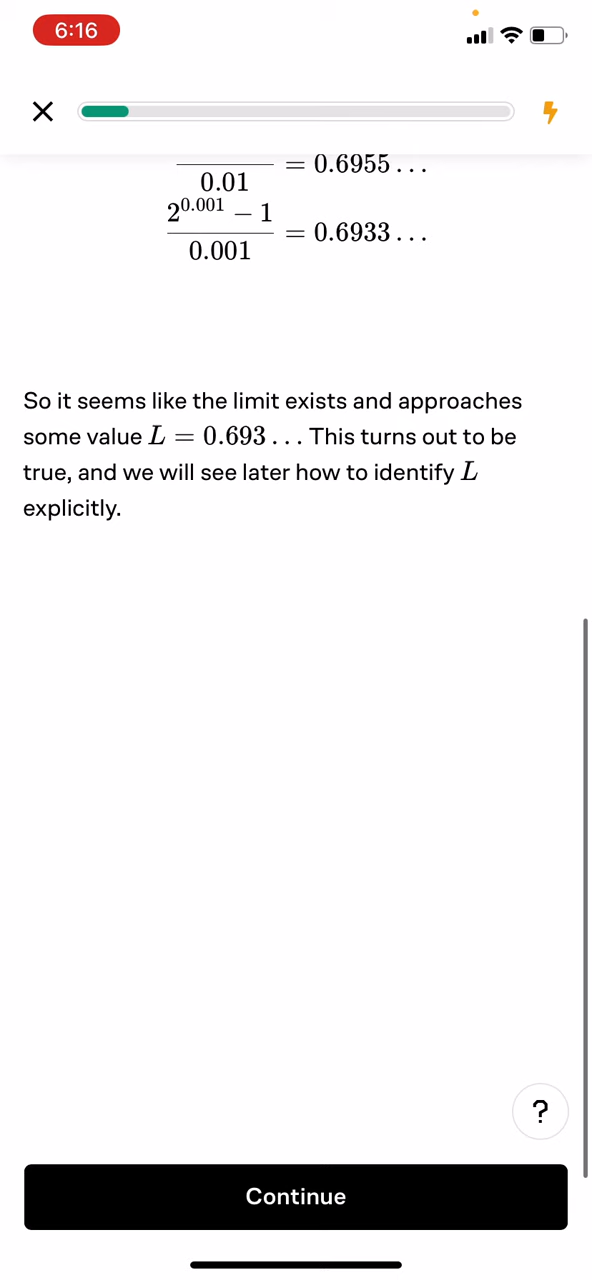 6:16
0.01
= 0.6955 . . .
2^0.001 − 1
0.001
= 0.6933 . . .
So it seems like the limit exists and approaches
some value L = 0.693 . . . This turns out to be
true, and we will see later how to identify L
explicitly.
?
Continue